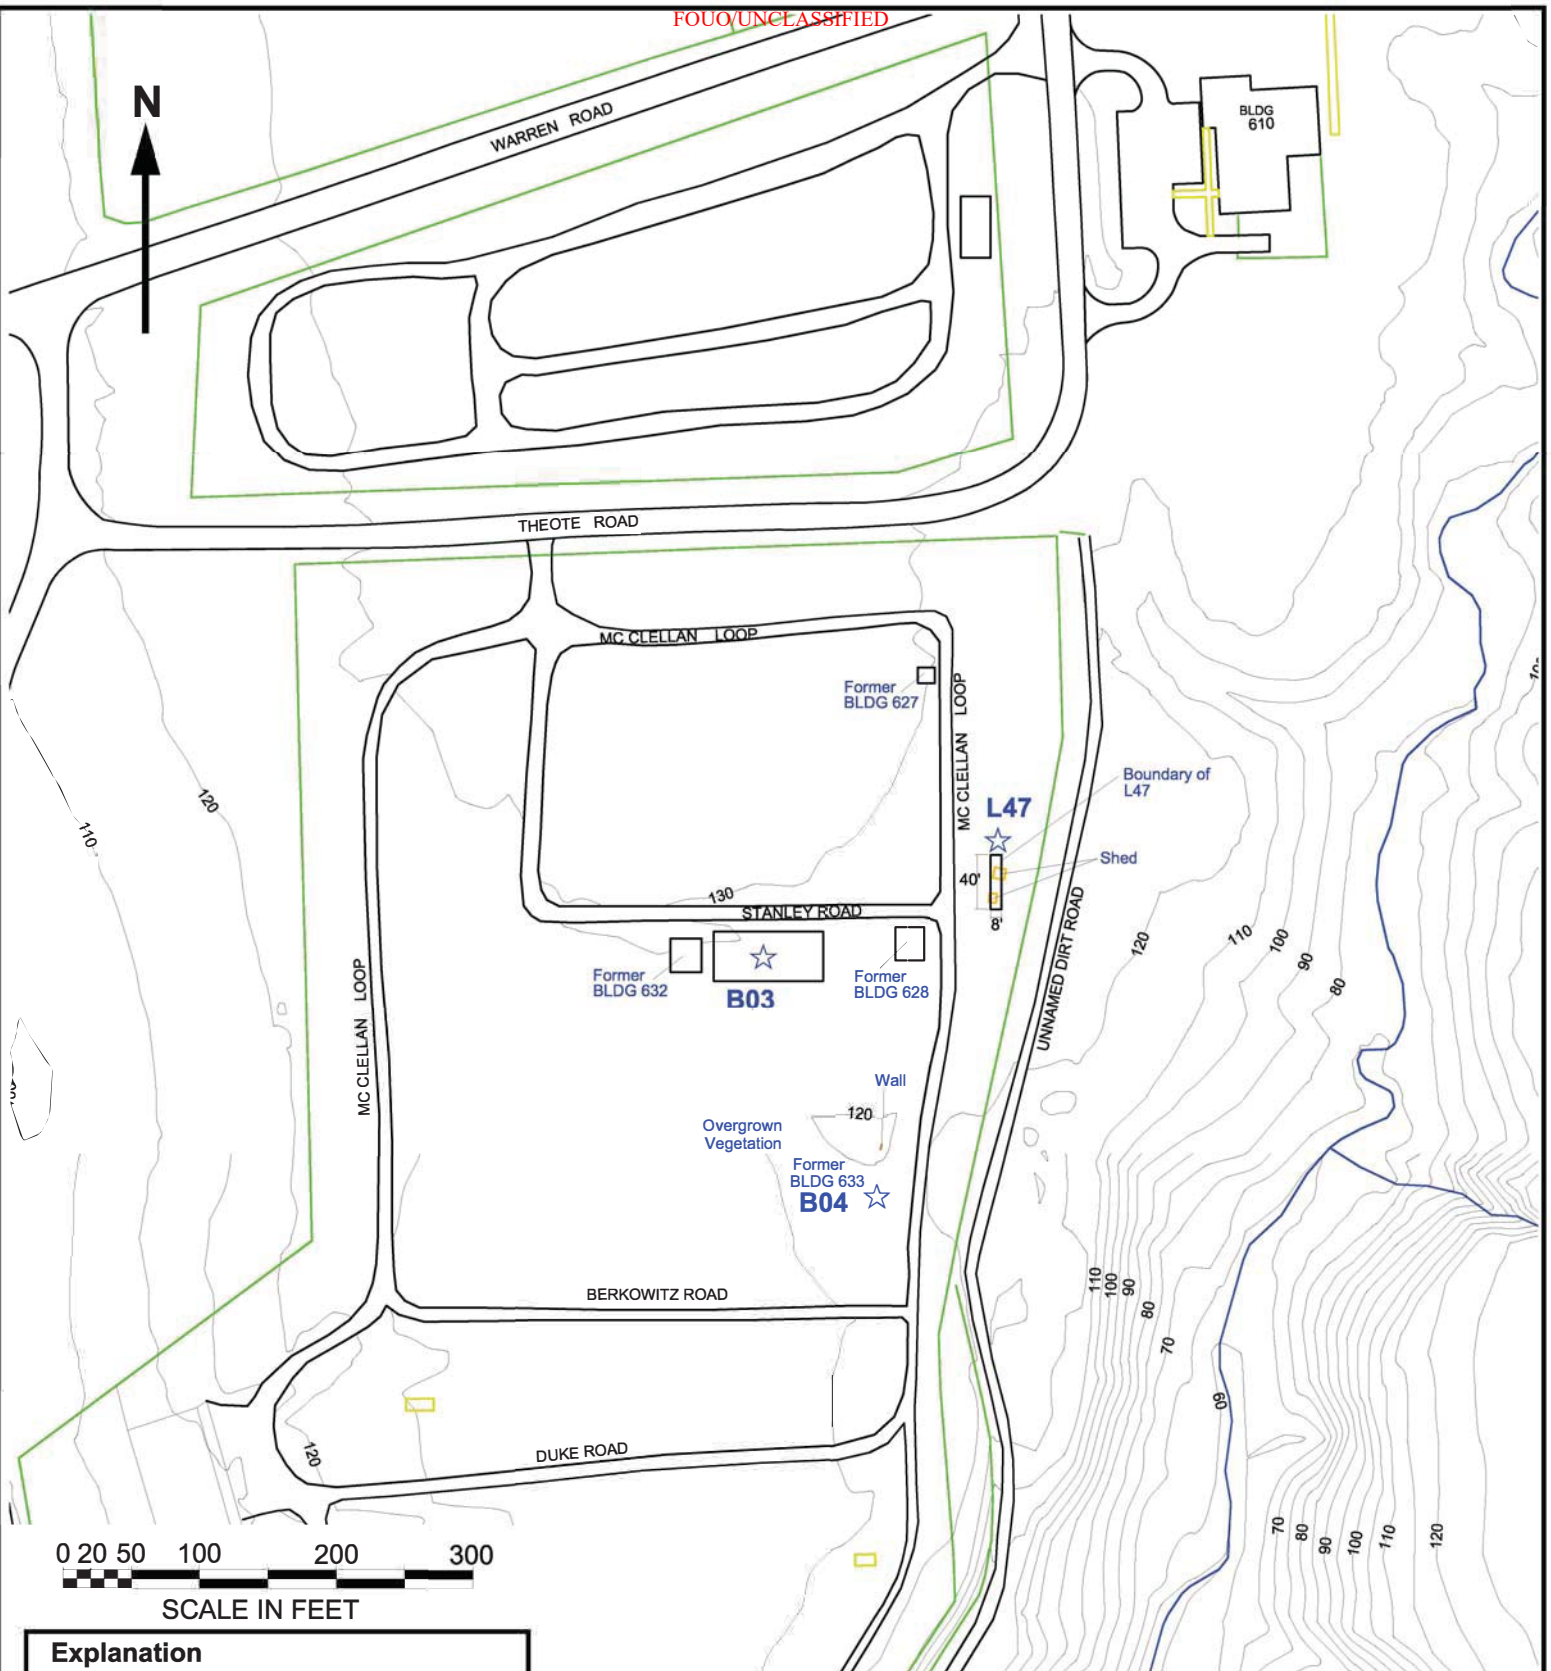 FOUO/UNCLASSIFIED
N
WARREN ROAD
BLDG
610
THEOTE ROAD
MC CLELLAN LOOP
Former
BLDG 627
MC CLELLAN LOOP
Boundary of
L47
L47
Shed
40'
8'
120
110
130
STANLEY ROAD
Former
BLDG 632
B03
Former
BLDG 628
UNNAMED DIRT ROAD
120
110
100
90
80
MC CLELLAN LOOP
Wall
120
Overgrown
Vegetation
Former
BLDG 633
B04
BERKOWITZ ROAD
110
100
90
80
70
60
120
DUKE ROAD
70
80
90
100
110
120
0 20 50 100 200 300
SCALE IN FEET
Explanation